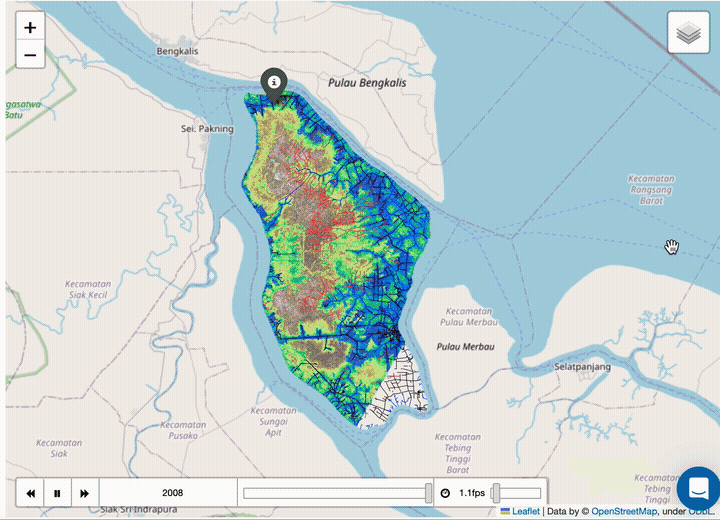 +
−
Bengkalis
Pulau Bengkalis
rgasatwa
Batu
Sei. Pakning
Kecamatan
Rangsang
Barat
Kecamatan
Siak Kecil
Kecamatan
Pulau Merbau
Pulau Merbau
Selatpanjang
Kecamatan
Pusako
Kecamatan
Sungai
Apit
Kecamatan
Siak
Kecamatan
Tebing
Tinggi
Barat
Kecamatan
Tebing
Tinggi
2008
1.1fps
Siak Sri Indrapura
Leaflet | Data by © OpenStreetMap, under ODbL.